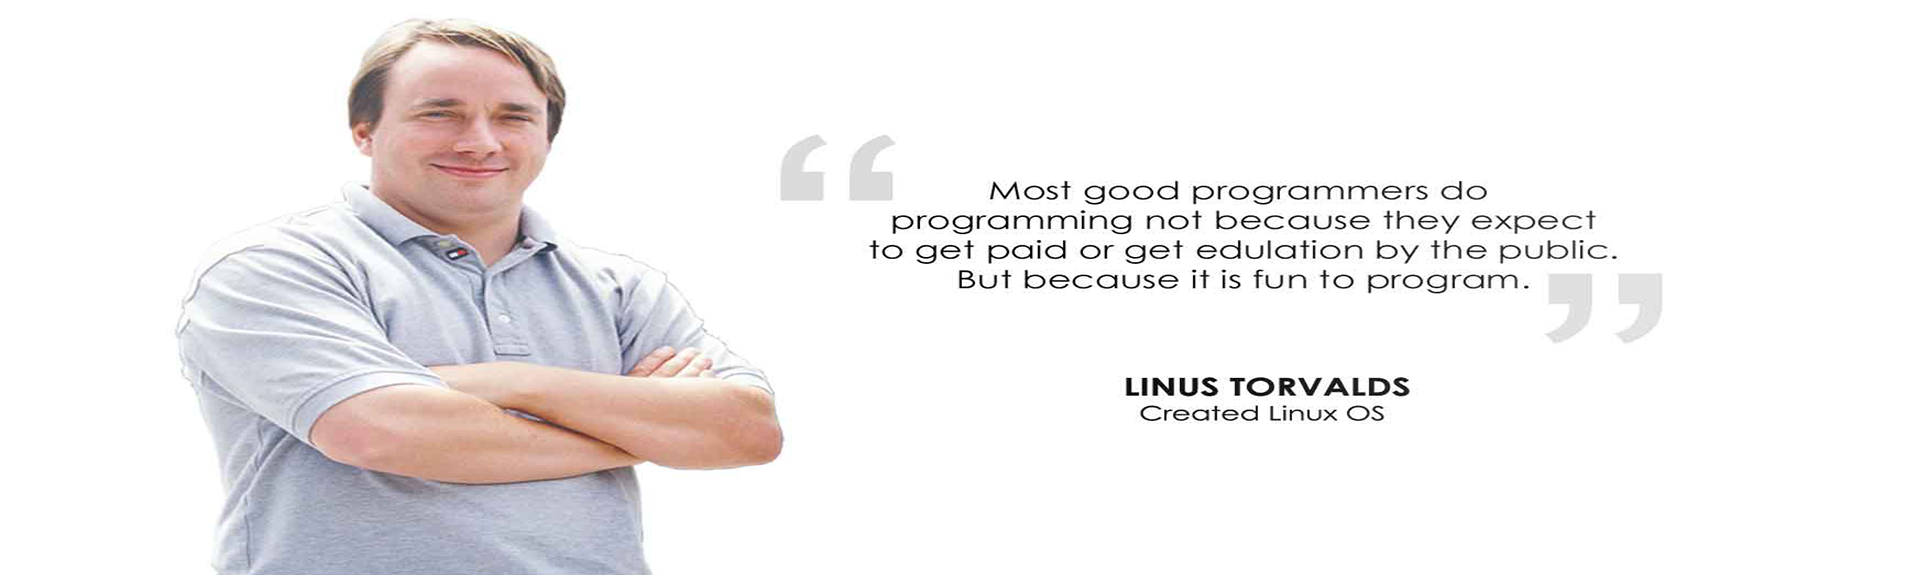 Most good programmers do
programming not because they expect
to get paid or get edulation by the public.
But because it is fun to program.
LINUS TORVALDS
Created Linux OS